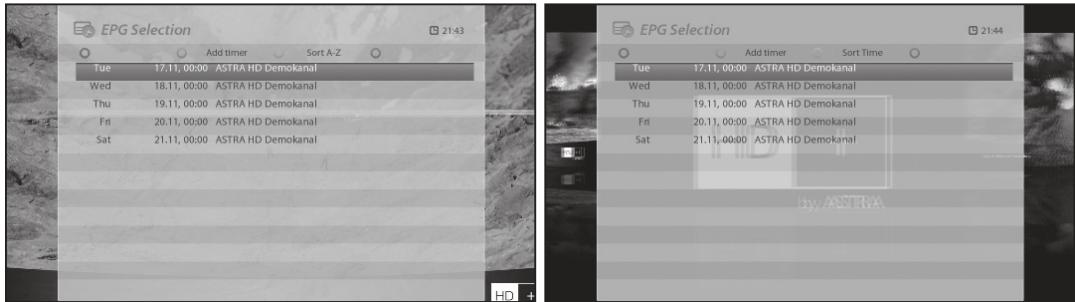 EPG Selection 21:43
Add timer Sort A-Z
Tue 17.11, 00:00 ASTRA HD Demokanal
Wed 18.11, 00:00 ASTRA HD Demokanal
Thu 19.11, 00:00 ASTRA HD Demokanal
Fri 20.11, 00:00 ASTRA HD Demokanal
Sat 21.11, 00:00 ASTRA HD Demokanal
HD +
EPG Selection 21:44
Add timer Sort Time
Tue 17.11, 00:00 ASTRA HD Demokanal
Wed 18.11, 00:00 ASTRA HD Demokanal
Thu 19.11, 00:00 ASTRA HD Demokanal
Fri 20.11, 00:00 ASTRA HD Demokanal
Sat 21.11, 00:00 ASTRA HD Demokanal
HD